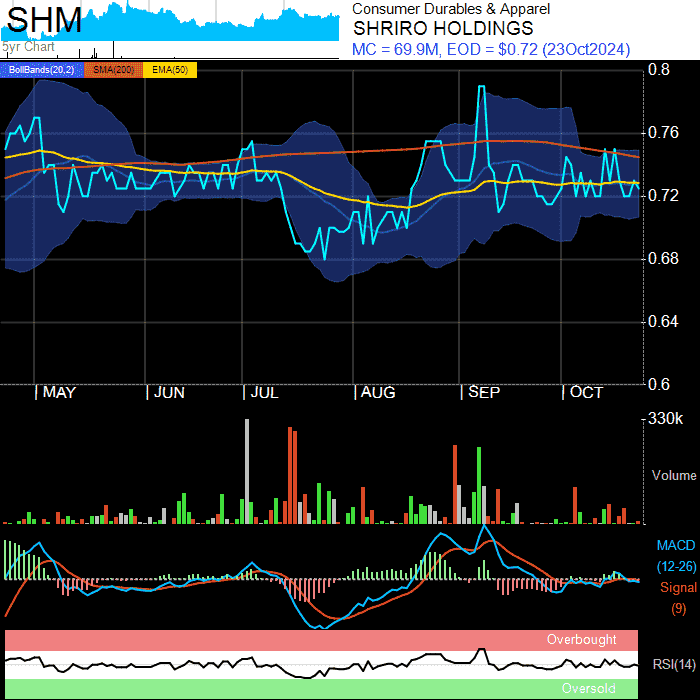 SHM
5yr Chart
Consumer Durables & Apparel
SHRIRO HOLDINGS
MC = 69.9M, EOD = $0.72 (23Oct2024)
BollBands(20,2) SMA(200) EMA(50)
0.8
0.76
0.72
0.68
0.64
0.6
MAY JUN JUL AUG SEP OCT
330k
Volume
MACD
(12-26)
Signal
(9)
Overbought
RSI(14)
Oversold